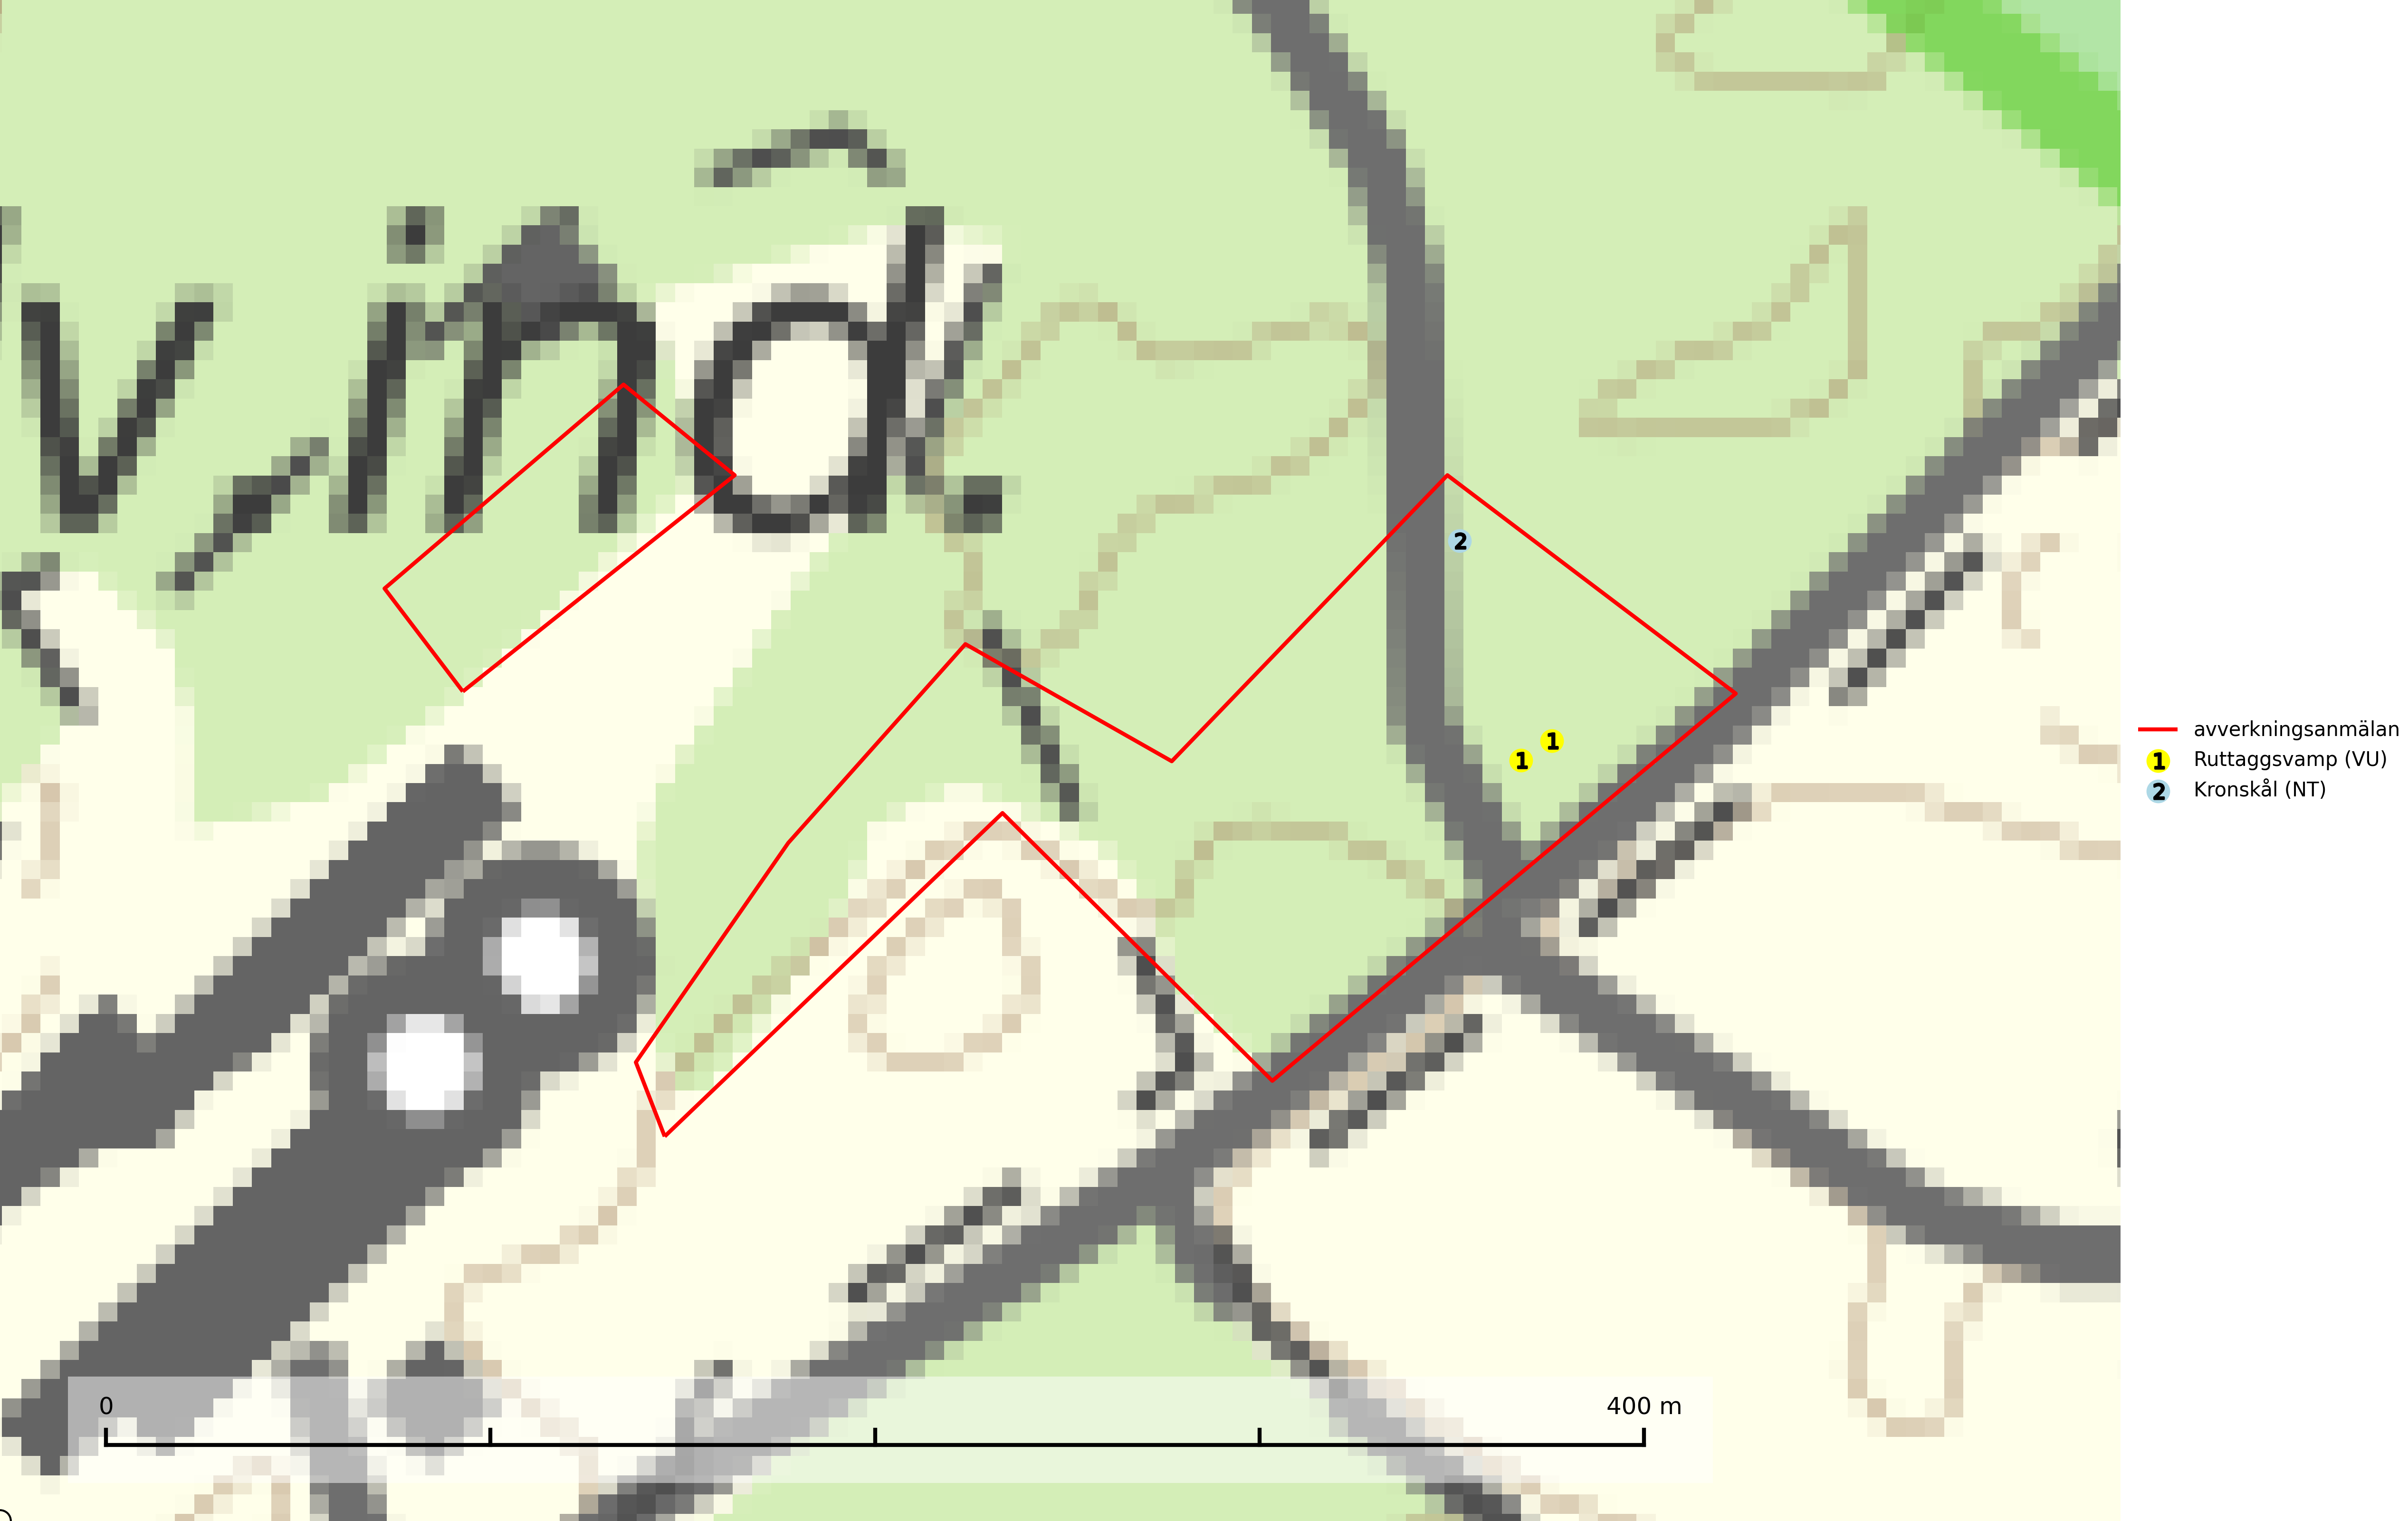 vind
2
1
1
avverkningsanmälan
1 Ruttaggsvamp (VU)
2 Kronskål (NT)
0 400 m